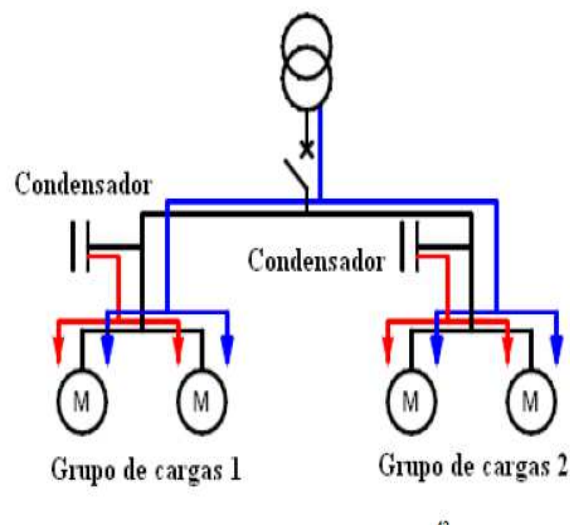 Condensador
Condensador
M
M
M
M
Grupo de cargas 1
Grupo de cargas 2